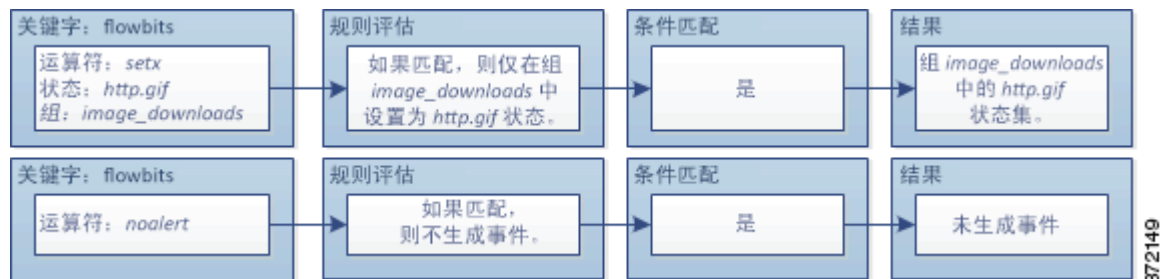 关键字：flowbits
运算符：setx
状态：http.gif
组：image_downloads
规则评估
如果匹配，则仅在组
image_downloads 中
设置为 http.gif 状态。
条件匹配
是
结果
组 image_downloads
中的 http.gif
状态集。
关键字：flowbits
运算符：noalert
规则评估
如果匹配，
则不生成事件。
条件匹配
是
结果
未生成事件